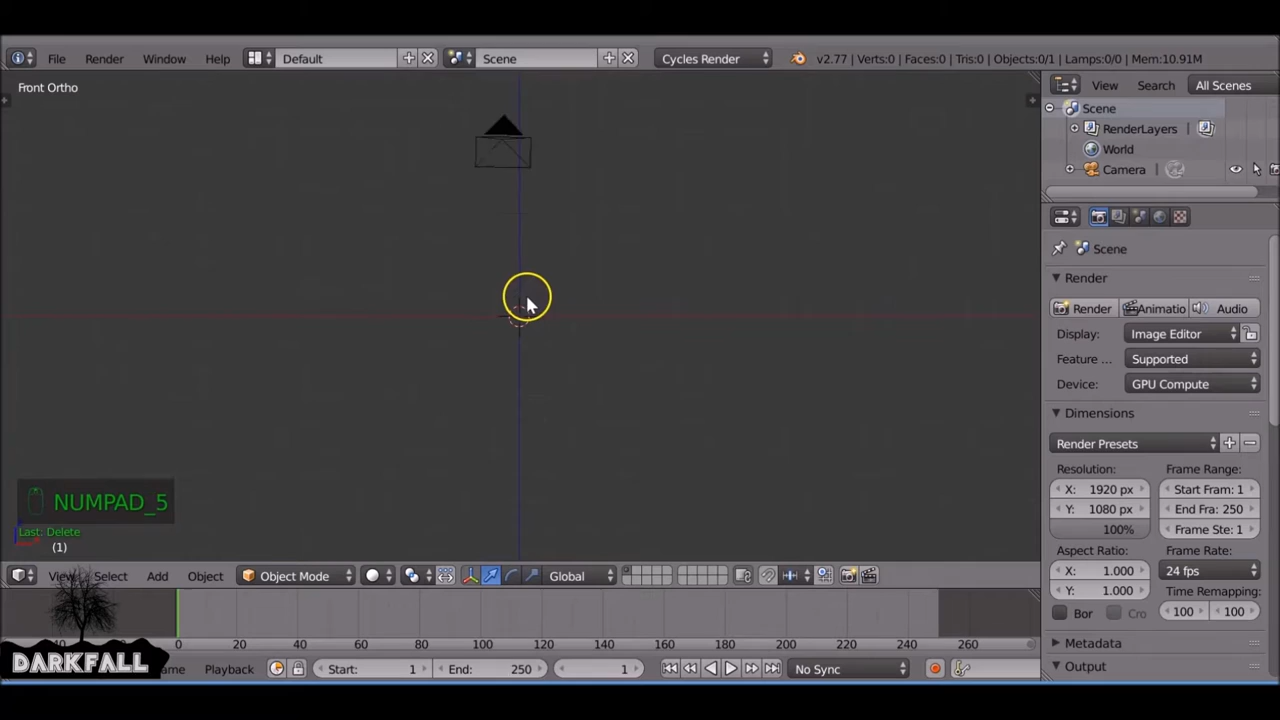 File Render Window Help Default Scene Cycles Render v2.77 | Verts:0 | Faces:0 | Tris:0 | Objects:0/1 | Lamps:0/0 | Mem:10.91M
Front Ortho
View Search All Scenes
Scene
RenderLayers
World
Camera
Scene
Render
Render Animatio Audio
Display: Image Editor
Feature ... Supported
Device: GPU Compute
Dimensions
Render Presets
Resolution: Frame Range:
X: 1920 px Start Fram: 1
Y: 1080 px End Fra: 250
100% Frame Ste: 1
Aspect Ratio: Frame Rate:
X: 1.000 24 fps
Y: 1.000 Time Remapping:
Bor Cro 100 100
Metadata
Output
NUMPAD_5
Last: Delete
(1)
View Select Add Object Object Mode Global
0 20 40 60 80 100 120 140 160 180 200 220 240 260
DARKFALL
Playback Start: 1 End: 250 1 No Sync